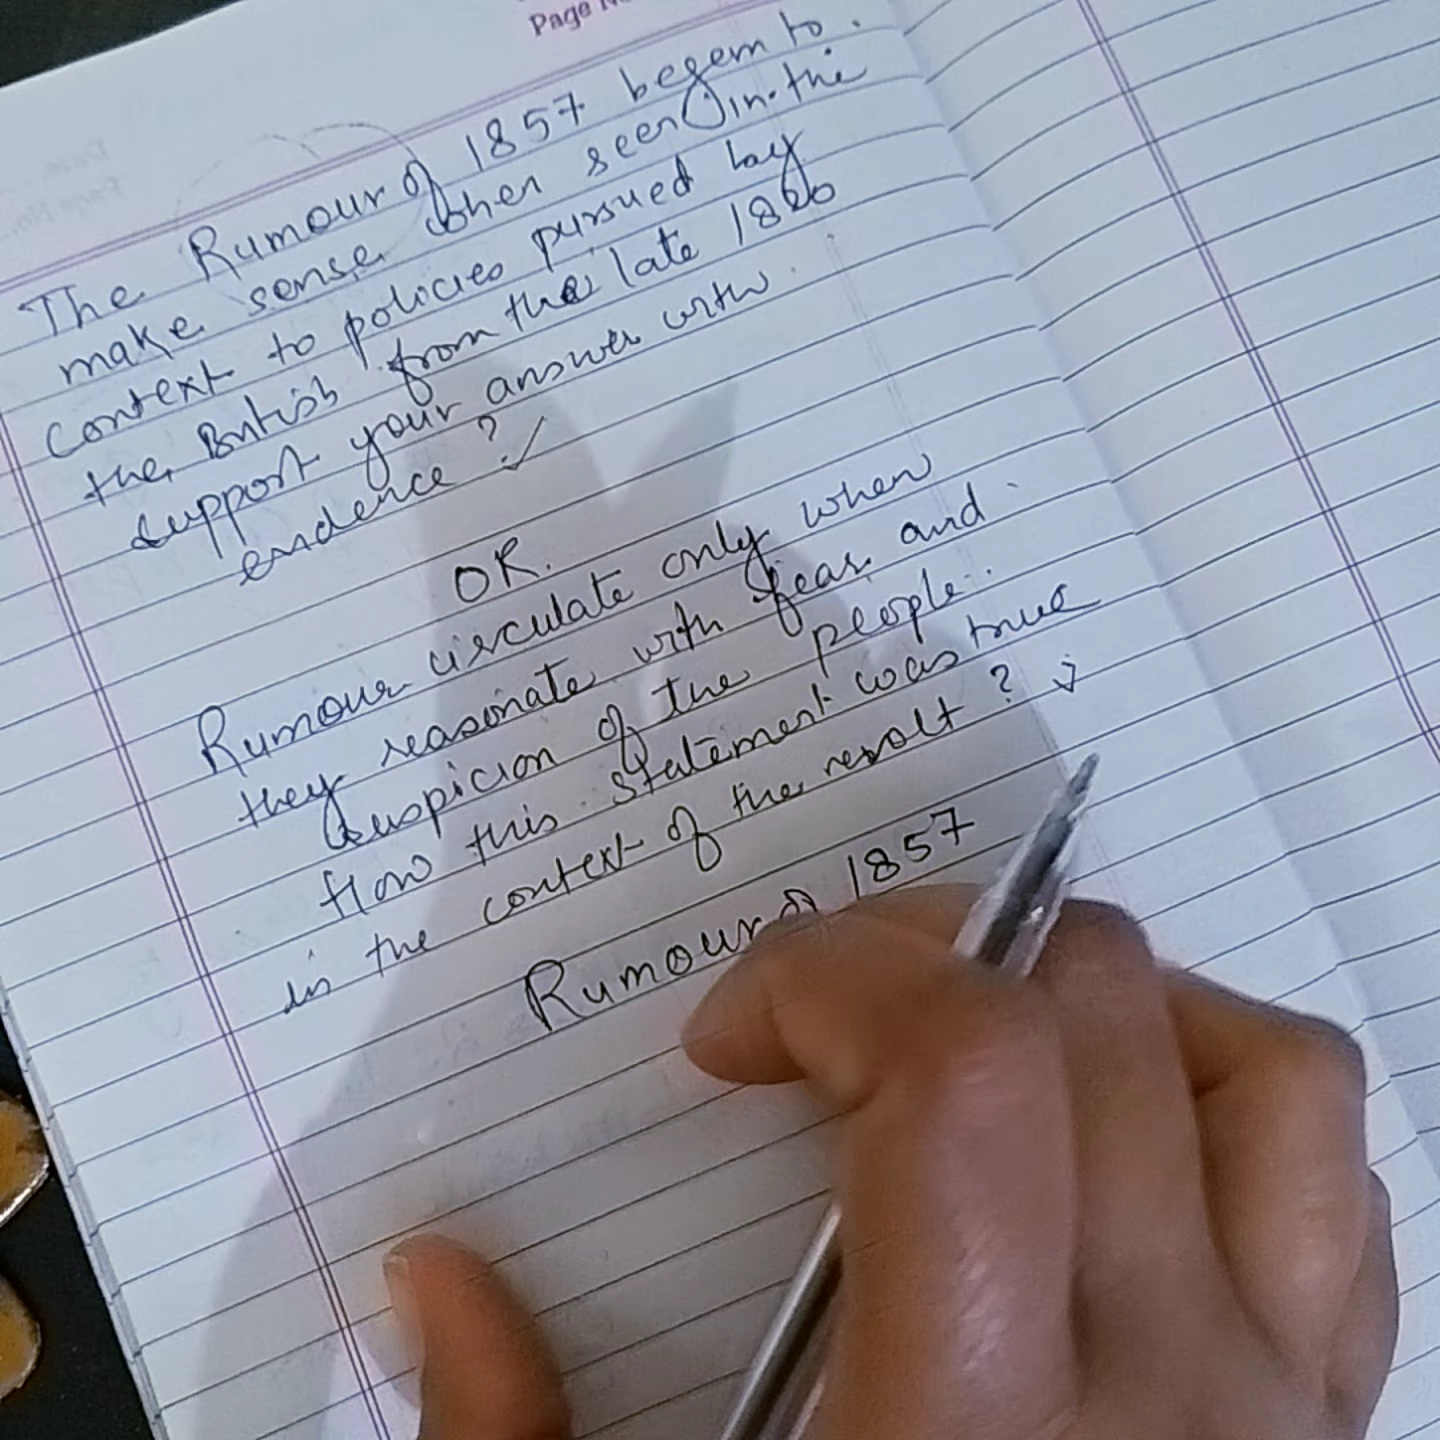 Page N
The Rumour of 1857 begem to.
make sense when seen in the
context to policies pursued bay
the British from the late 1820
support your answer with.
evidence ?
OR.
Rumour circulate only when
they reasonate with fear and
suspicion of the people.
How this statement was true
in the context of the revolt ?
Rumour of 1857